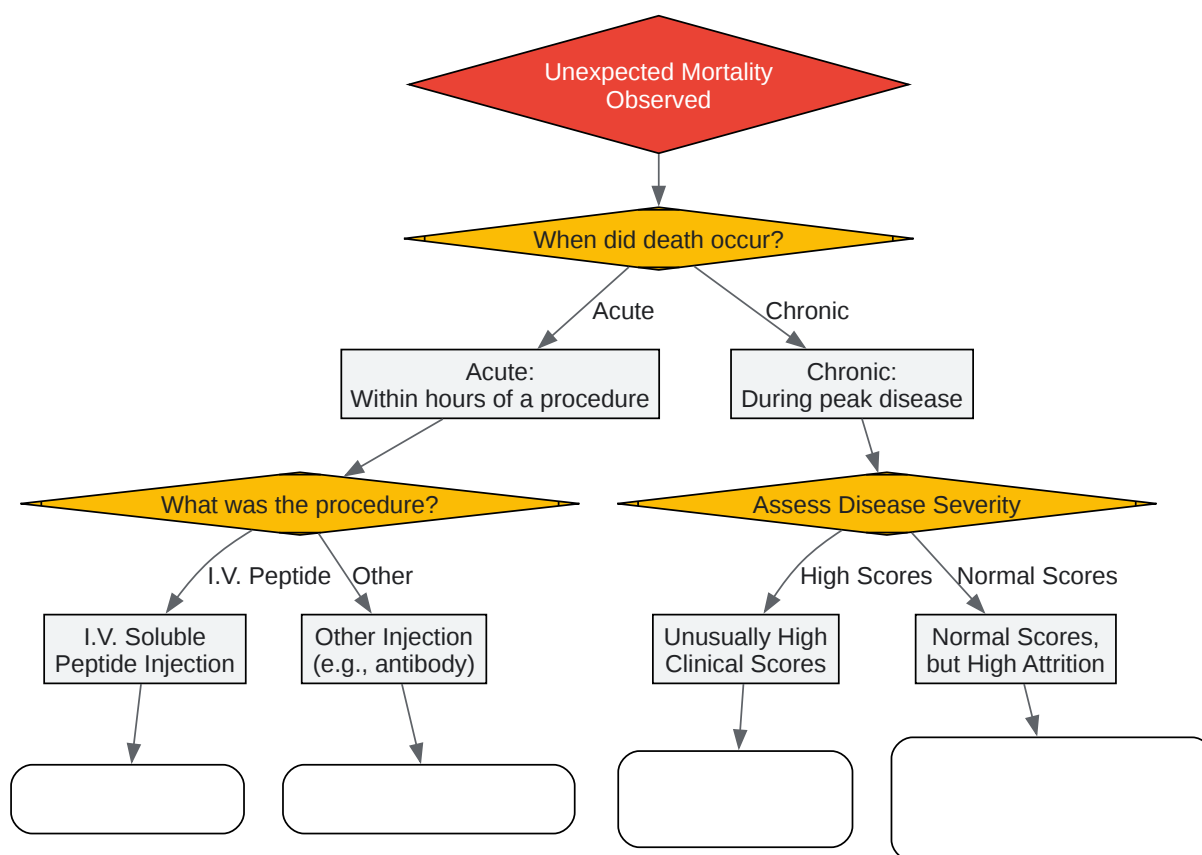 Unexpected Mortality
Observed
When did death occur?
Acute
Chronic
Acute:
Within hours of a procedure
Chronic:
During peak disease
What was the procedure?
Assess Disease Severity
I.V. Peptide
Other
High Scores
Normal Scores
I.V. Soluble
Peptide Injection
Other Injection
(e.g., antibody)
Unusually High
Clinical Scores
Normal Scores,
but High Attrition